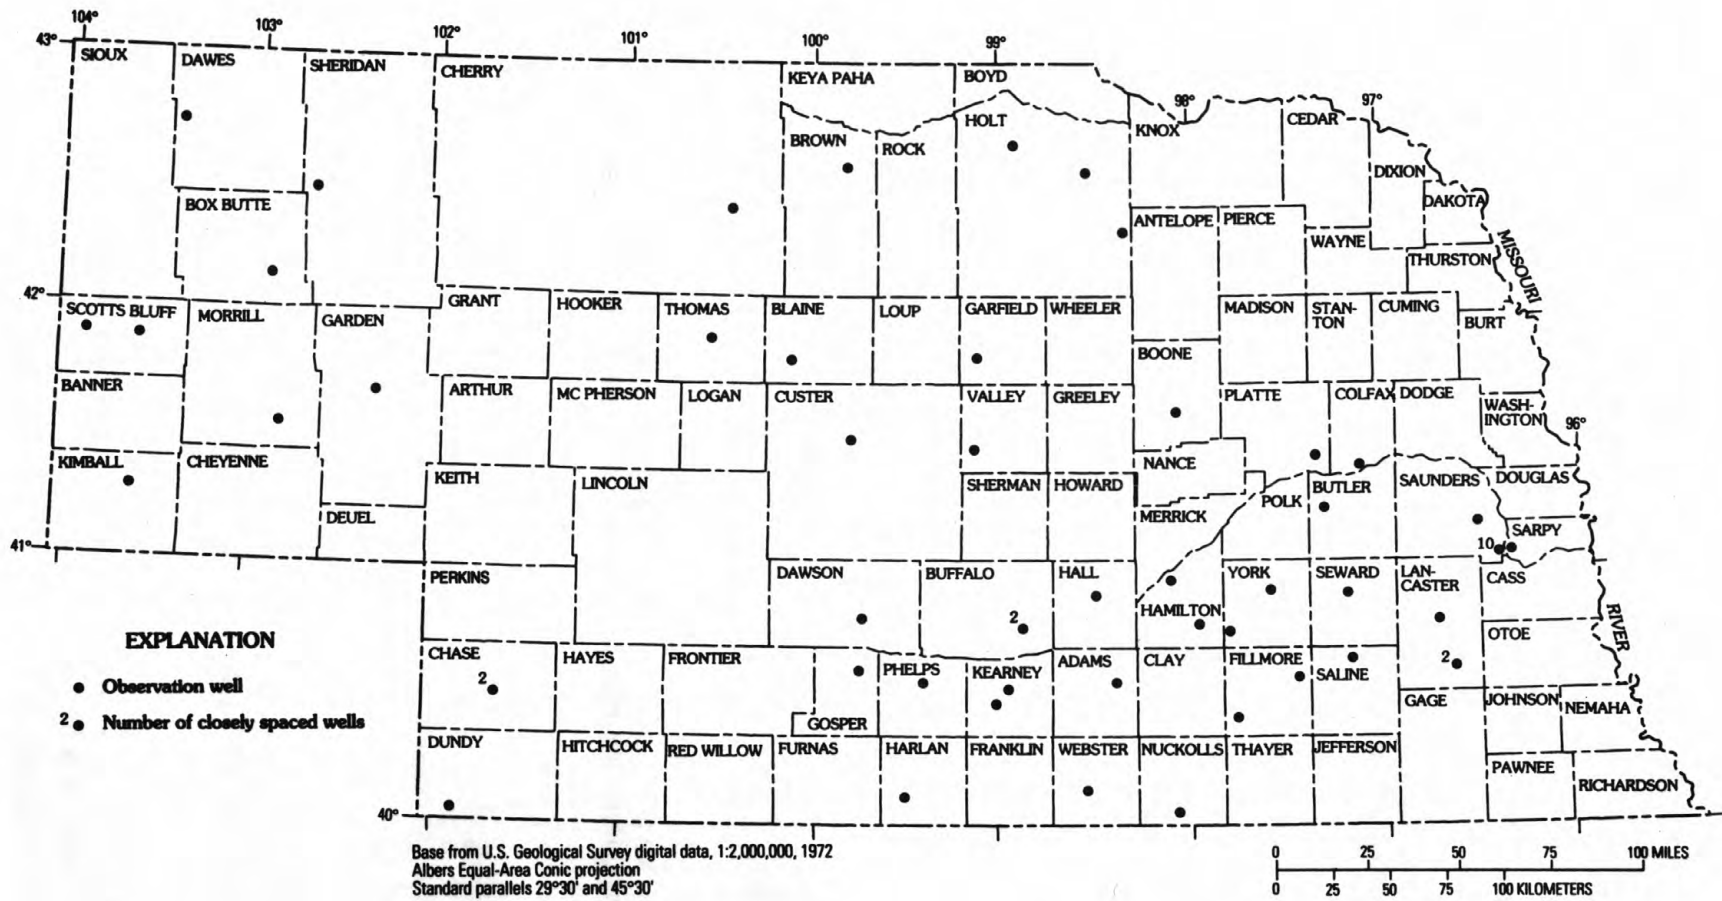 104°
103°
102°
101°
100°
99°
98°
97°
96°
43°
42°
41°
40°
SIOUX
DAWES
SHERIDAN
CHERRY
KEYA PAHA
BOYD
BROWN
ROCK
HOLT
KNOX
CEDAR
DIXION
DAKOTA
BOX BUTTE
ANTELOPE
PIERCE
WAYNE
THURSTON
MISSOURI
SCOTTS BLUFF
MORRILL
GARDEN
GRANT
HOOKER
THOMAS
BLAINE
LOUP
GARFIELD
WHEELER
MADISON
STAN-
TON
CUMING
BURT
BOONE
BANNER
ARTHUR
MC PHERSON
LOGAN
CUSTER
VALLEY
GREELEY
PLATTE
COLFAX
DODGE
WASH-
INGTON
KIMBALL
CHEYENNE
KEITH
LINCOLN
SHERMAN
HOWARD
NANCE
MERRICK
POLK
BUTLER
SAUNDERS
DOUGLAS
DEUEL
SARPY
10
PERKINS
DAWSON
BUFFALO
2
HALL
HAMILTON
YORK
SEWARD
LAN-
CASTER
2
CASS
OTOE
RIVER
CHASE
2
HAYES
FRONTIER
GOSPER
PHELPS
KEARNEY
ADAMS
CLAY
FILLMORE
SALINE
GAGE
JOHNSON
NEMAHA
DUNDY
HITCHCOCK
RED WILLOW
FURNAS
HARLAN
FRANKLIN
WEBSTER
NUCKOLLS
THAYER
JEFFERSON
PAWNEE
RICHARDSON
EXPLANATION
Observation well
2 Number of closely spaced wells
Base from U.S. Geological Survey digital data, 1:2,000,000, 1972
Albers Equal-Area Conic projection
Standard parallels 29°30' and 45°30'
0 25 50 75 100 MILES
0 25 50 75 100 KILOMETERS